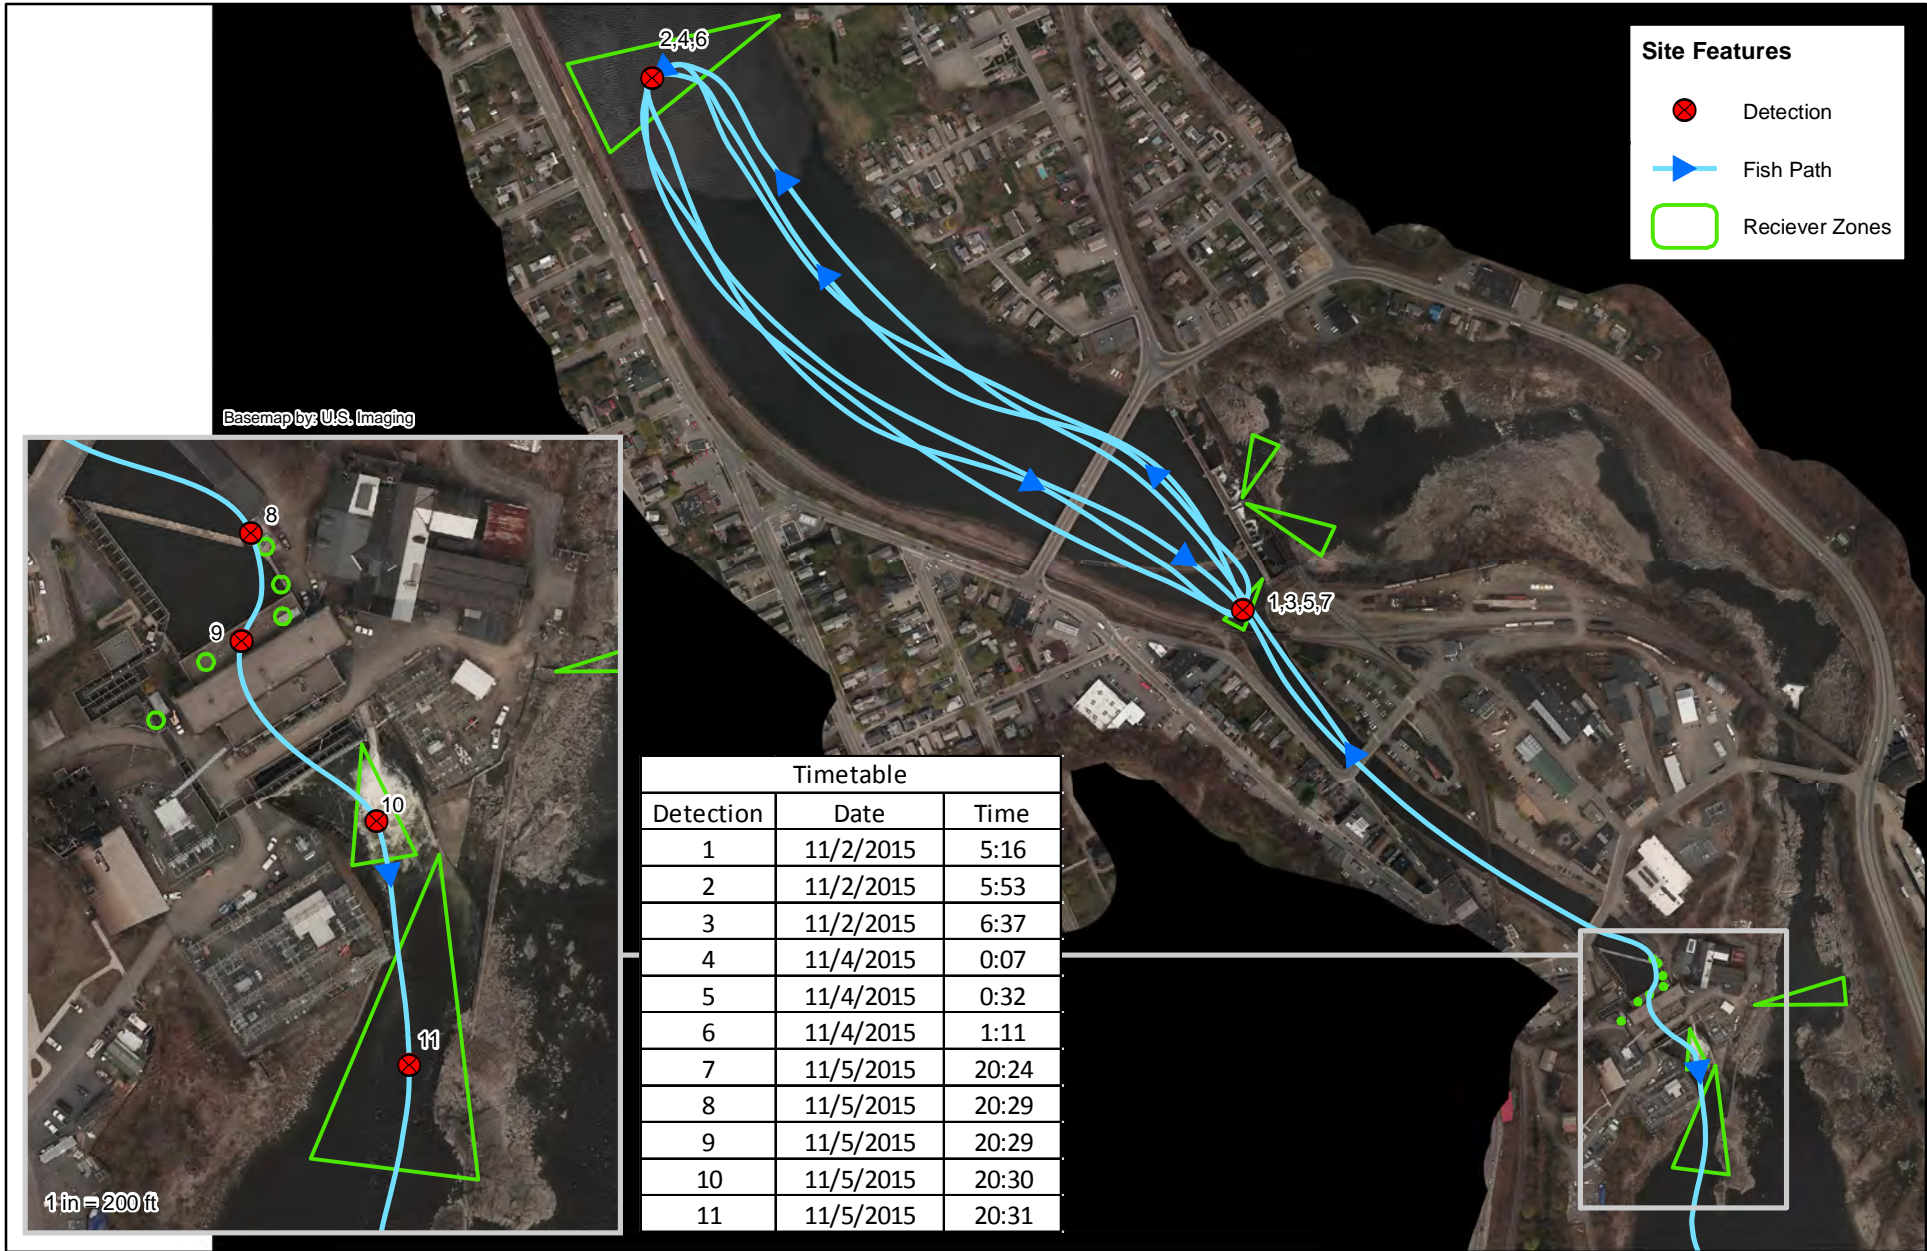 2,4,6
Site Features
Detection
Fish Path
Reciever Zones
Basemap by: U.S. Imaging
1,3,5,7
8
9
10
11
1 in = 200 ft
Timetable
Detection Date Time
1 11/2/2015 5:16
2 11/2/2015 5:53
3 11/2/2015 6:37
4 11/4/2015 0:07
5 11/4/2015 0:32
6 11/4/2015 1:11
7 11/5/2015 20:24
8 11/5/2015 20:29
9 11/5/2015 20:29
10 11/5/2015 20:30
11 11/5/2015 20:31